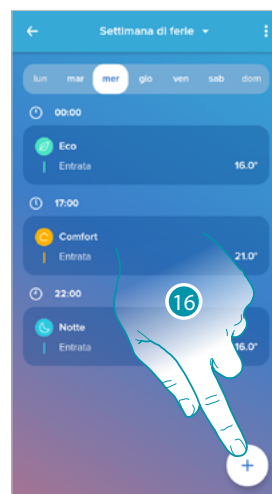 Settimana di ferie
lun mar mer gio ven sab dom
00:00
Eco
Entrata 16.0°
17:00
Comfort
Entrata 21.0°
22:00
Notte
Entrata 16.0°
16
+